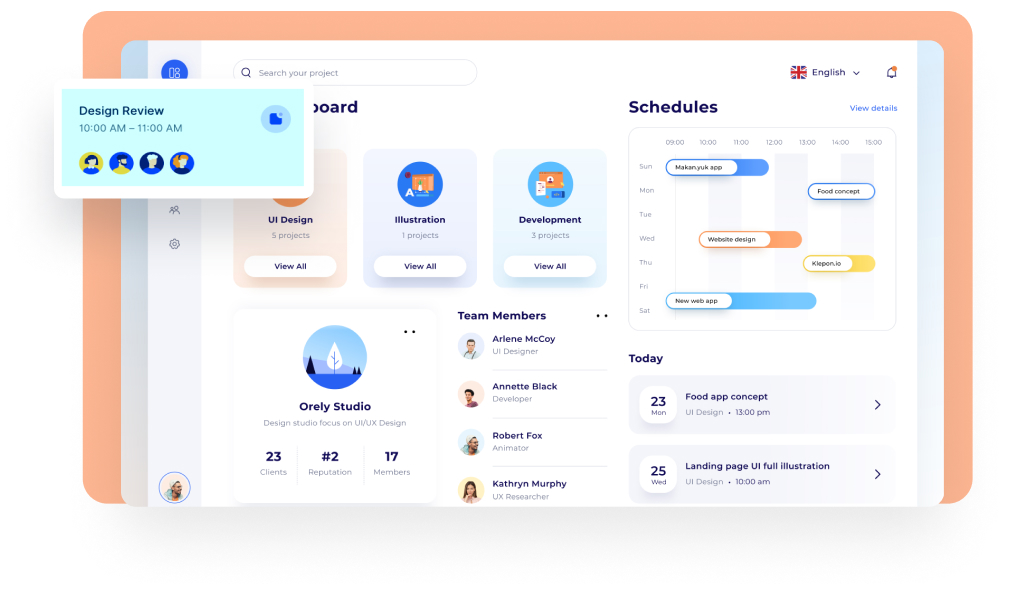 Search your project
English
Design Review
10:00 AM – 11:00 AM
board
UI Design
5 projects
View All
Illustration
1 projects
View All
Development
3 projects
View All
Orely Studio
Design studio focus on UI/UX Design
23
Clients
#2
Reputation
17
Members
Team Members
Arlene McCoy
UI Designer
Annette Black
Developer
Robert Fox
Animator
Kathryn Murphy
UX Researcher
Schedules
View details
09:00 10:00 11:00 12:00 13:00 14:00 15:00
Sun
Makan.yuk app
Mon
Food concept
Tue
Wed
Website design
Thu
Klepon.io
Fri
New web app
Sat
Today
23
Mon
Food app concept
UI Design • 13:00 pm
25
Wed
Landing page UI full illustration
UI Design • 10:00 am